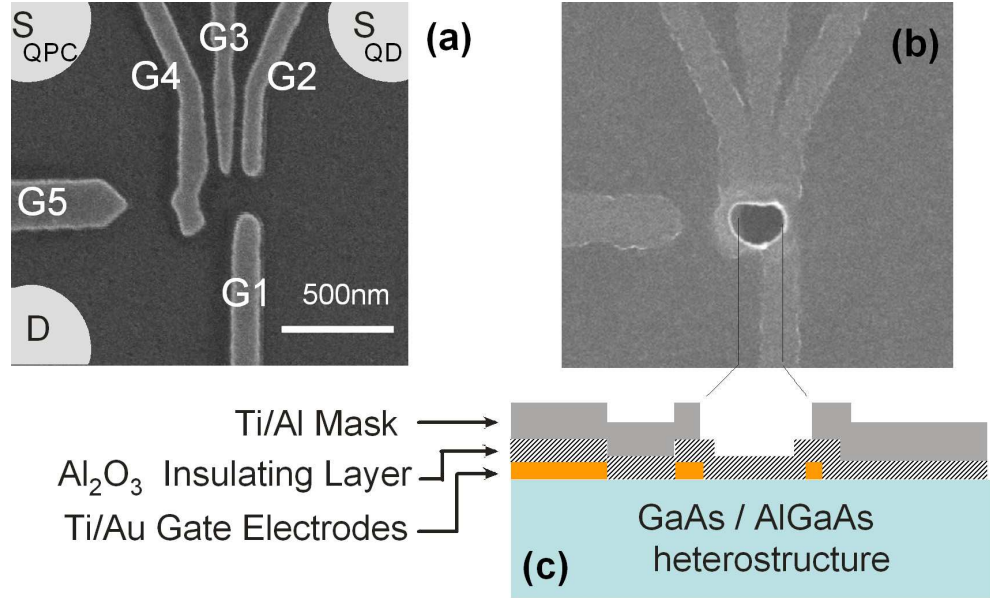 (a)
S
QPC
G3
S
QD
G4
G2
G5
G1
500nm
D
(b)
Ti/Al Mask
Al₂O₃ Insulating Layer
Ti/Au Gate Electrodes
GaAs / AlGaAs
heterostructure
(c)